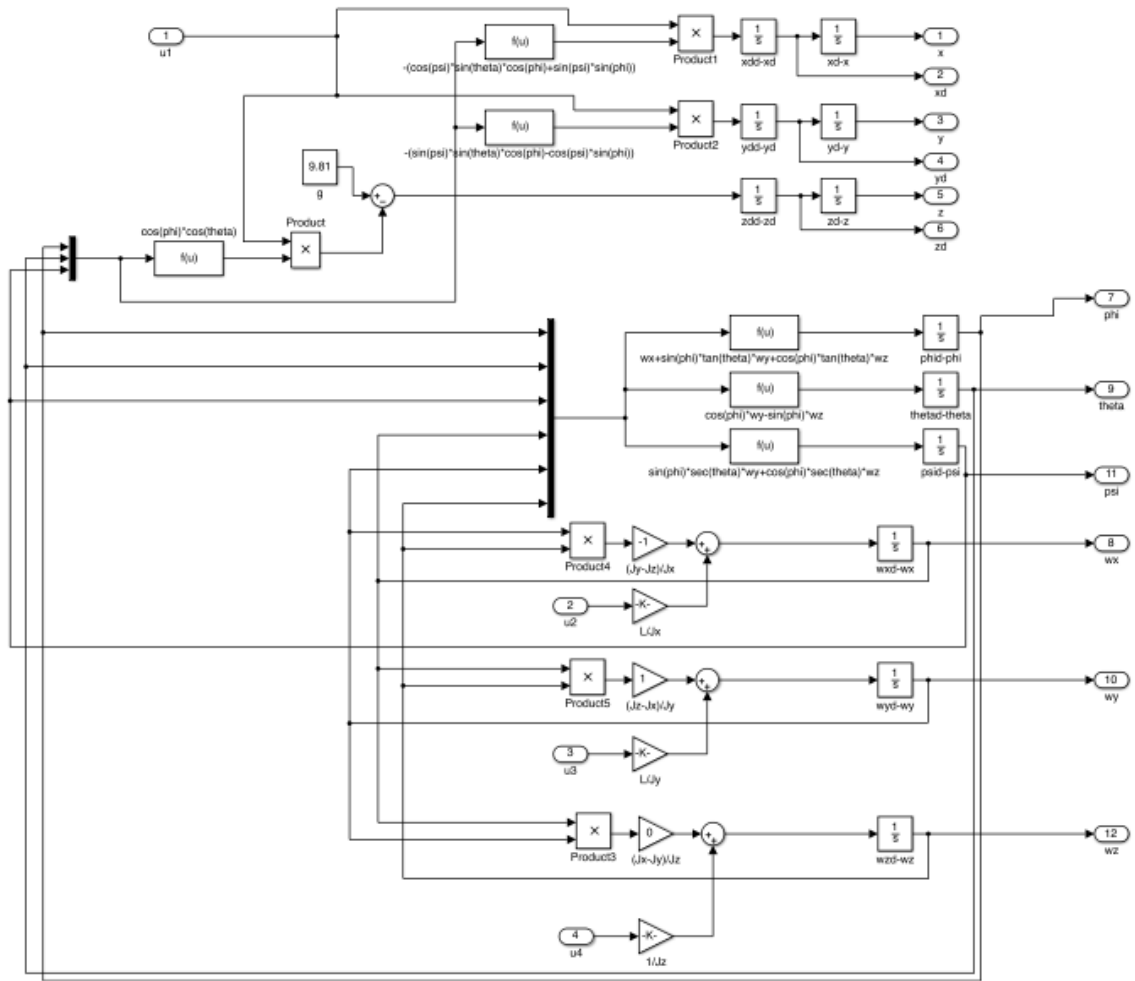 1
u1
f(u)
-(cos(psi)*sin(theta)*cos(phi)+sin(psi)*sin(phi))
×
Product1
1/s
xdd-xd
1/s
xd-x
1
x
2
xd
f(u)
-(sin(psi)*sin(theta)*cos(phi)-cos(psi)*sin(phi))
×
Product2
1/s
ydd-yd
1/s
yd-y
3
y
4
yd
9.81
g
+
−
1/s
zdd-zd
1/s
zd-z
5
z
6
zd
cos(phi)*cos(theta)
f(u)
Product
×
7
phi
f(u)
wx+sin(phi)*tan(theta)*wy+cos(phi)*tan(theta)*wz
1/s
phid-phi
f(u)
cos(phi)*wy-sin(phi)*wz
1/s
thetad-theta
9
theta
f(u)
sin(phi)*sec(theta)*wy+cos(phi)*sec(theta)*wz
1/s
psid-psi
11
psi
×
Product4
-1
(Jy-Jz)/Jx
+
+
1/s
wxd-wx
8
wx
2
u2
-K-
L/Jx
×
Product5
1
(Jz-Jx)/Jy
+
+
1/s
wyd-wy
10
wy
3
u3
-K-
L/Jy
×
Product3
0
(Jx-Jy)/Jz
+
+
1/s
wzd-wz
12
wz
4
u4
-K-
1/Jz